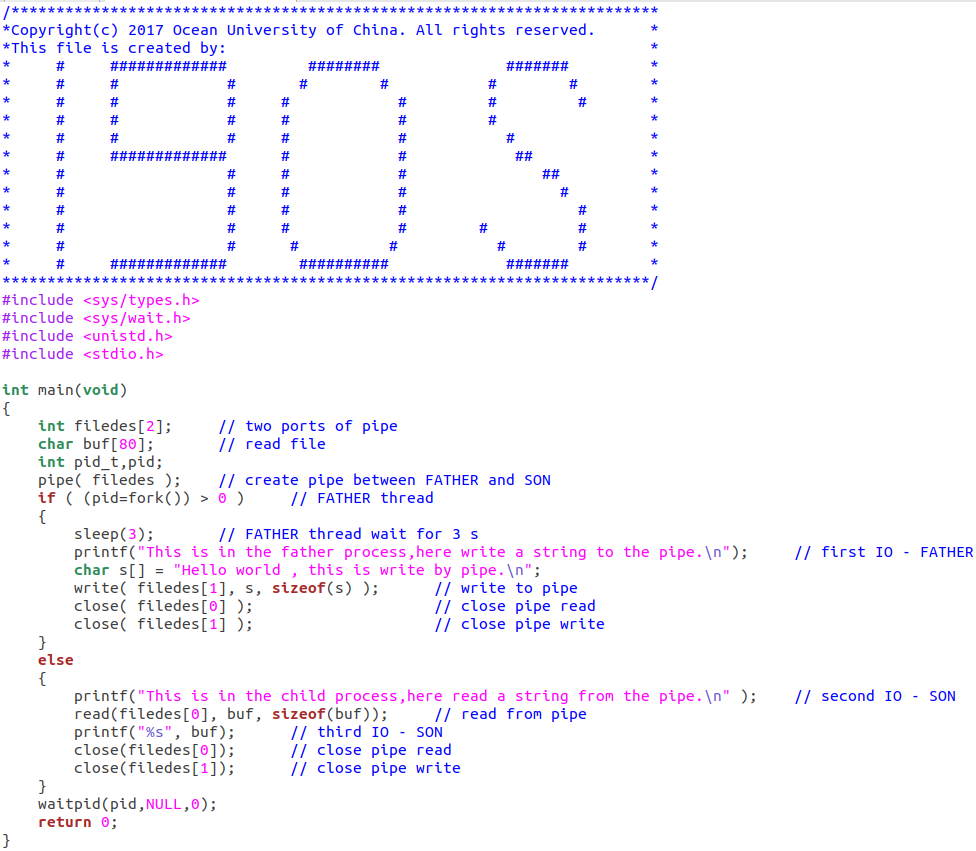 /************************************************************************
*Copyright(c) 2017 Ocean University of China. All rights reserved.      *
*This file is created by:                                               *
*     #     #############         ########              #######         *
*     #     #            #       #        #           #        #        *
*     #     #            #     #            #         #         #       *
*     #     #            #     #            #         #                 *
*     #     #            #     #            #           #               *
*     #     #############      #            #            ##             *
*     #                  #     #            #               ##          *
*     #                  #     #            #                 #         *
*     #                  #     #            #                   #       *
*     #                  #     #            #        #          #       *
*     #                  #      #          #           #        #       *
*     #     #############        ##########             #######         *
************************************************************************/
#include <sys/types.h>
#include <sys/wait.h>
#include <unistd.h>
#include <stdio.h>

int main(void)
{
    int filedes[2];     // two ports of pipe
    char buf[80];       // read file
    int pid_t,pid;
    pipe( filedes );    // create pipe between FATHER and SON
    if ( (pid=fork()) > 0 )     // FATHER thread
    {
        sleep(3);       // FATHER thread wait for 3 s
        printf("This is in the father process,here write a string to the pipe.\n");     // first IO - FATHER
        char s[] = "Hello world , this is write by pipe.\n";
        write( filedes[1], s, sizeof(s) );      // write to pipe
        close( filedes[0] );                    // close pipe read
        close( filedes[1] );                    // close pipe write
    }
    else
    {
        printf("This is in the child process,here read a string from the pipe.\n" );    // second IO - SON
        read(filedes[0], buf, sizeof(buf));     // read from pipe
        printf("%s", buf);      // third IO - SON
        close(filedes[0]);      // close pipe read
        close(filedes[1]);      // close pipe write
    }
    waitpid(pid,NULL,0);
    return 0;
}